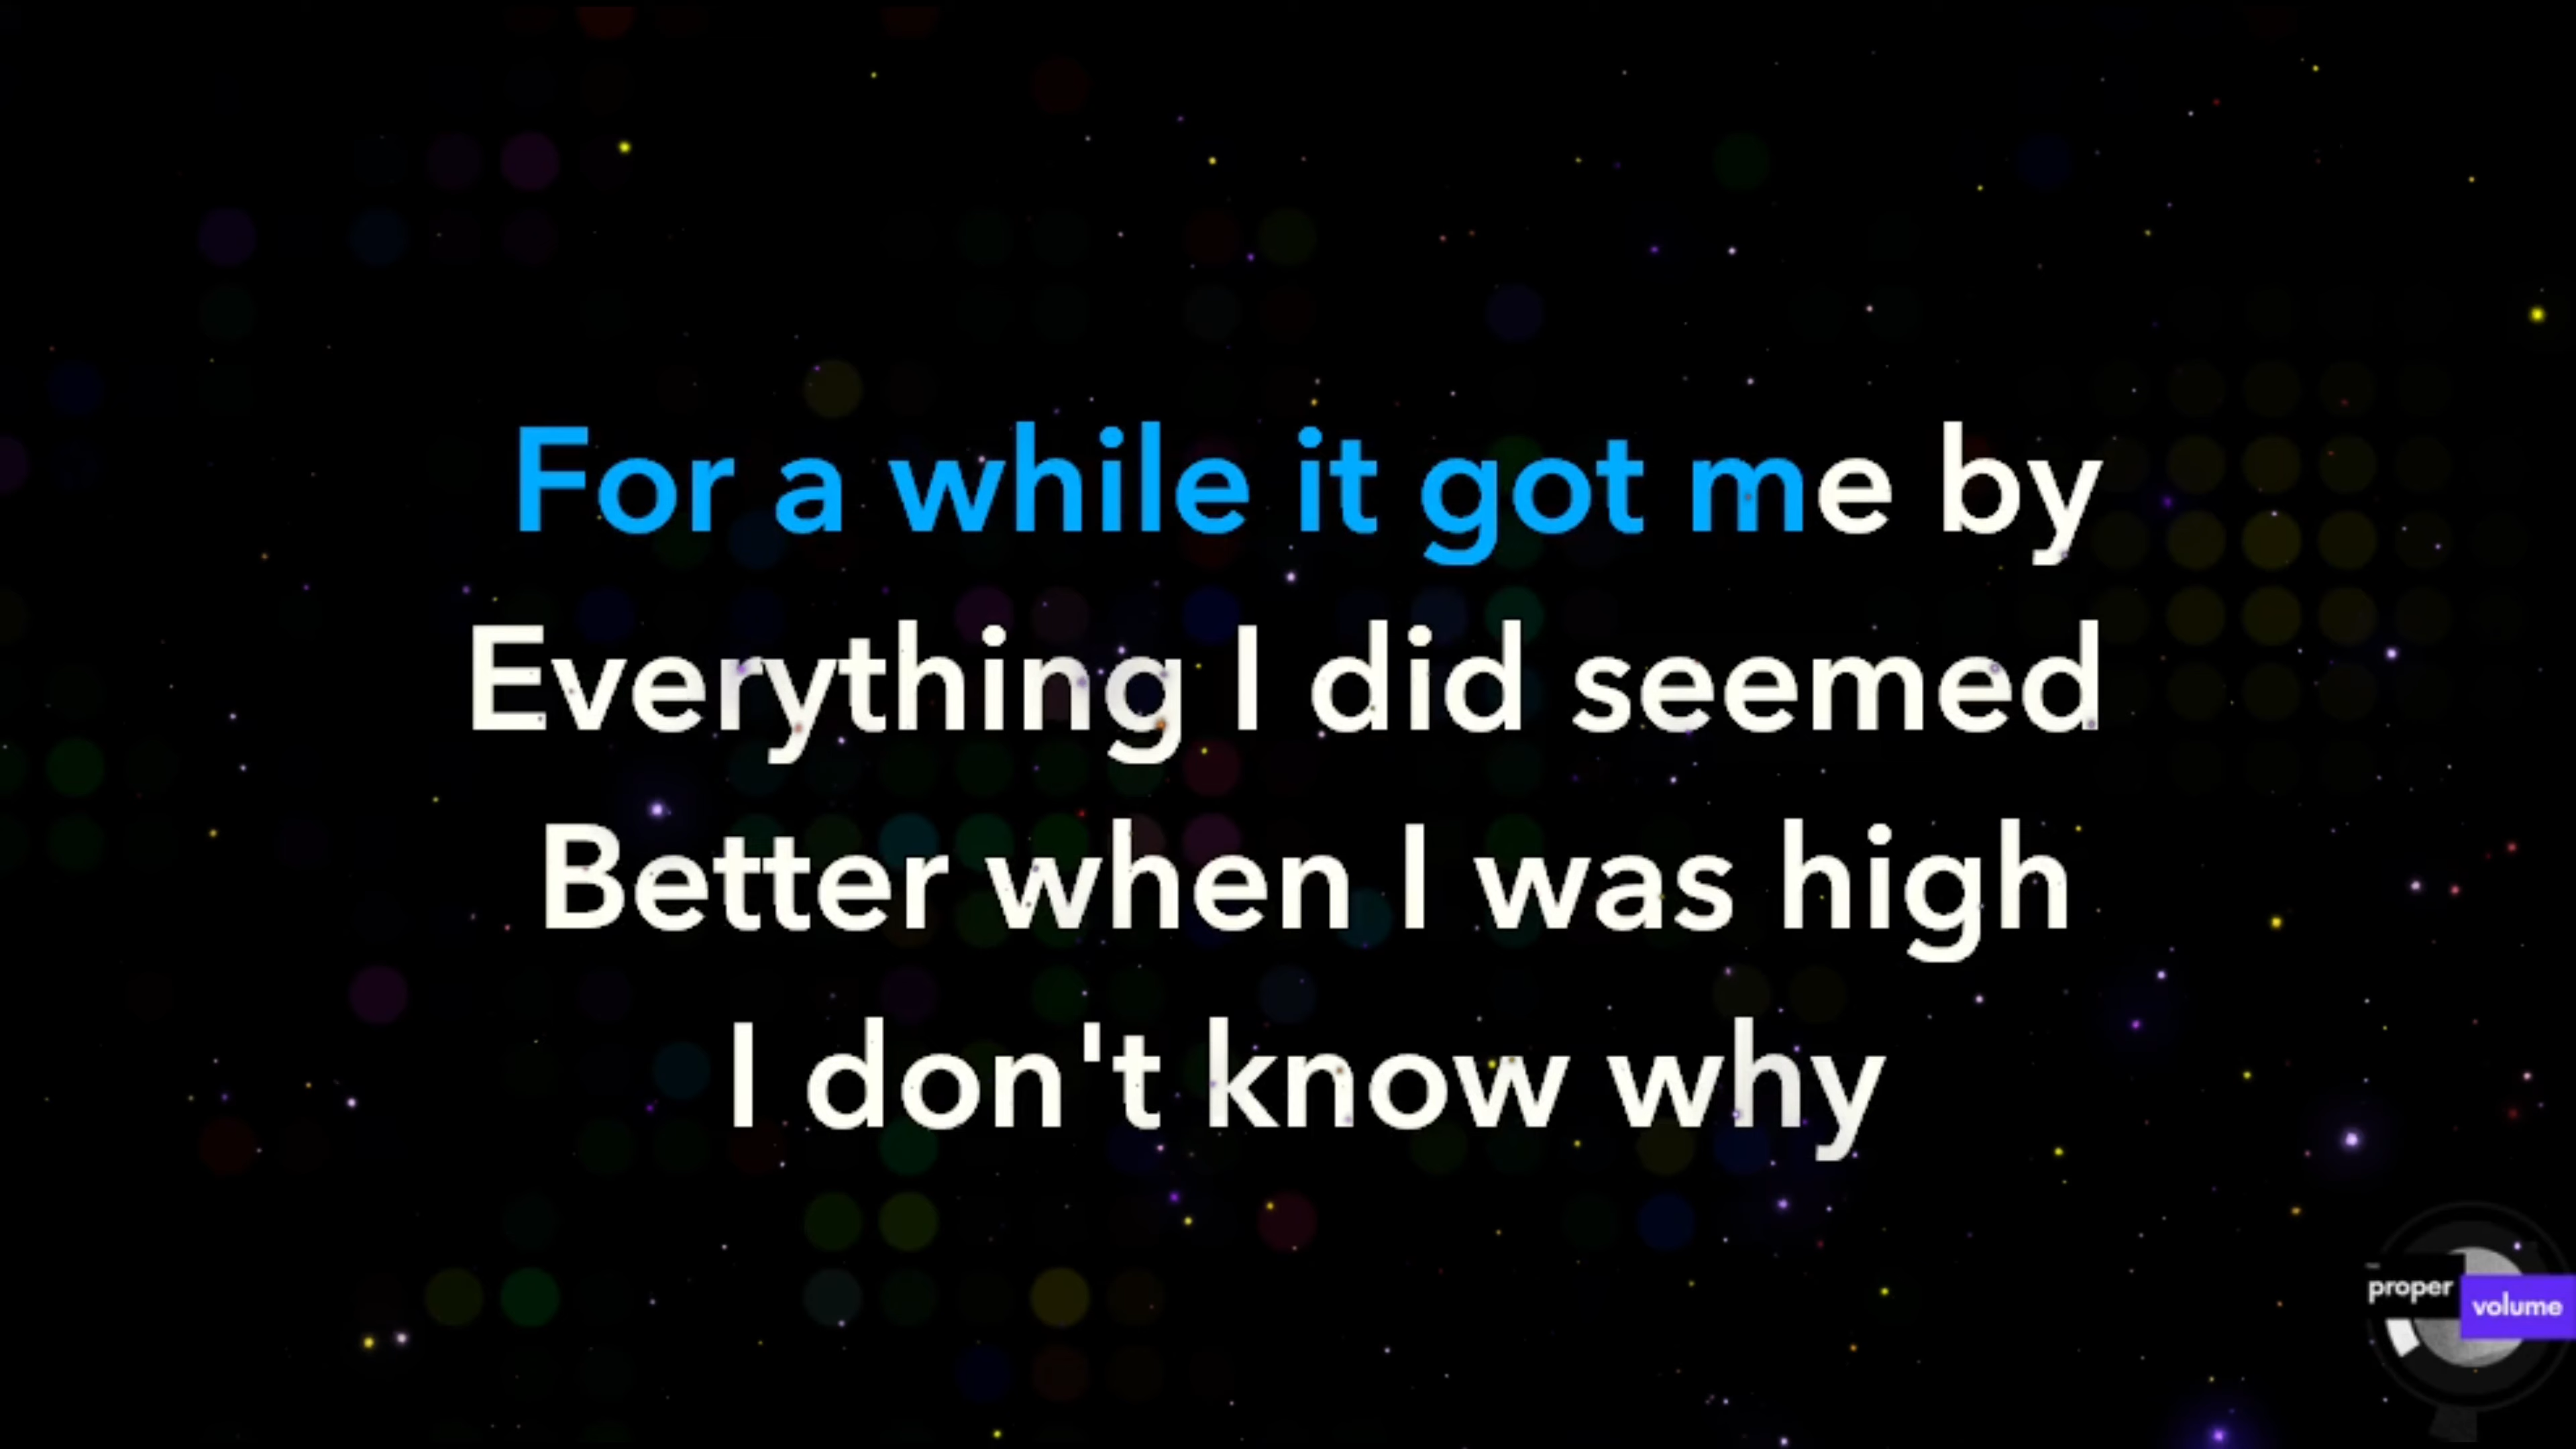 For a while it got me by
Everything I did seemed
Better when I was high
I don't know why
proper
volume